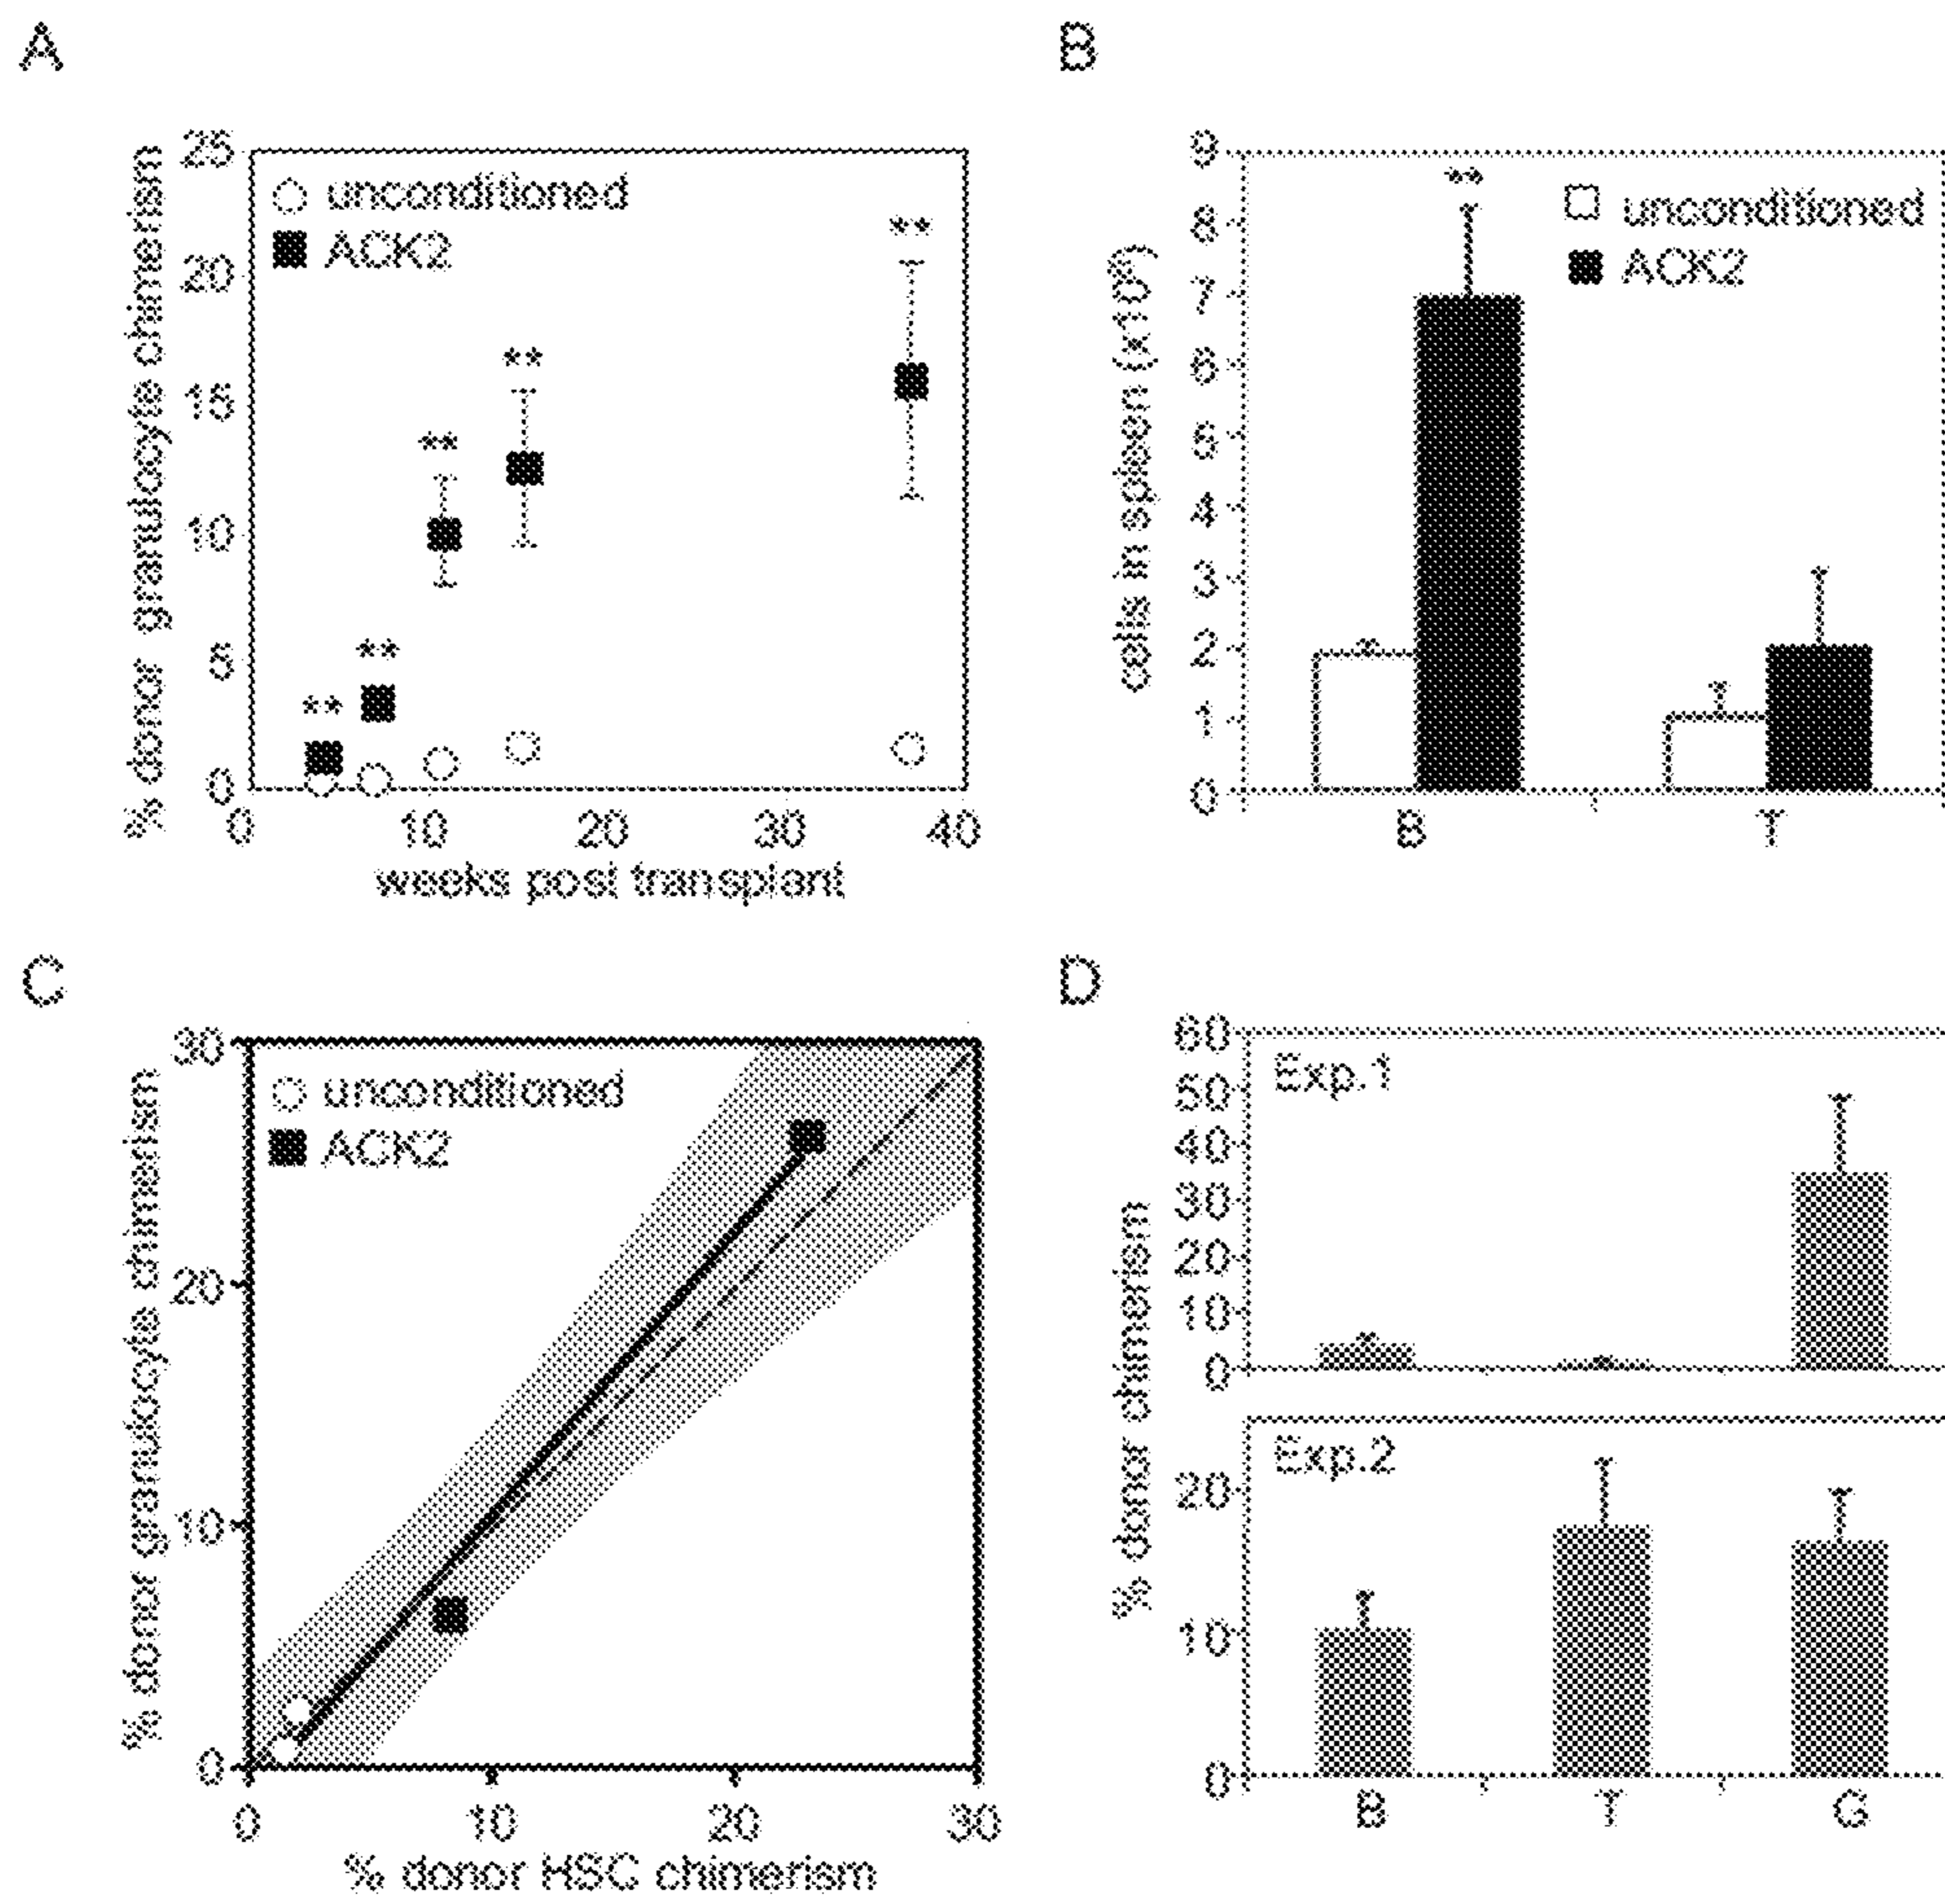 A
% donor granulocyte chimerism
25
20
15
10
5
0
unconditioned
ACK2
**
**
**
**
**
0 10 20 30 40
weeks post transplant
B
cells in spleen (x10⁶)
9
8
7
6
5
4
3
2
1
0
**
unconditioned
ACK2
B T
C
% donor granulocyte chimerism
30
20
10
0
unconditioned
ACK2
0 10 20 30
% donor HSC chimerism
D
% donor chimerism
60
50
40
30
20
10
0
Exp.1
Exp.2
20
10
0
B T G